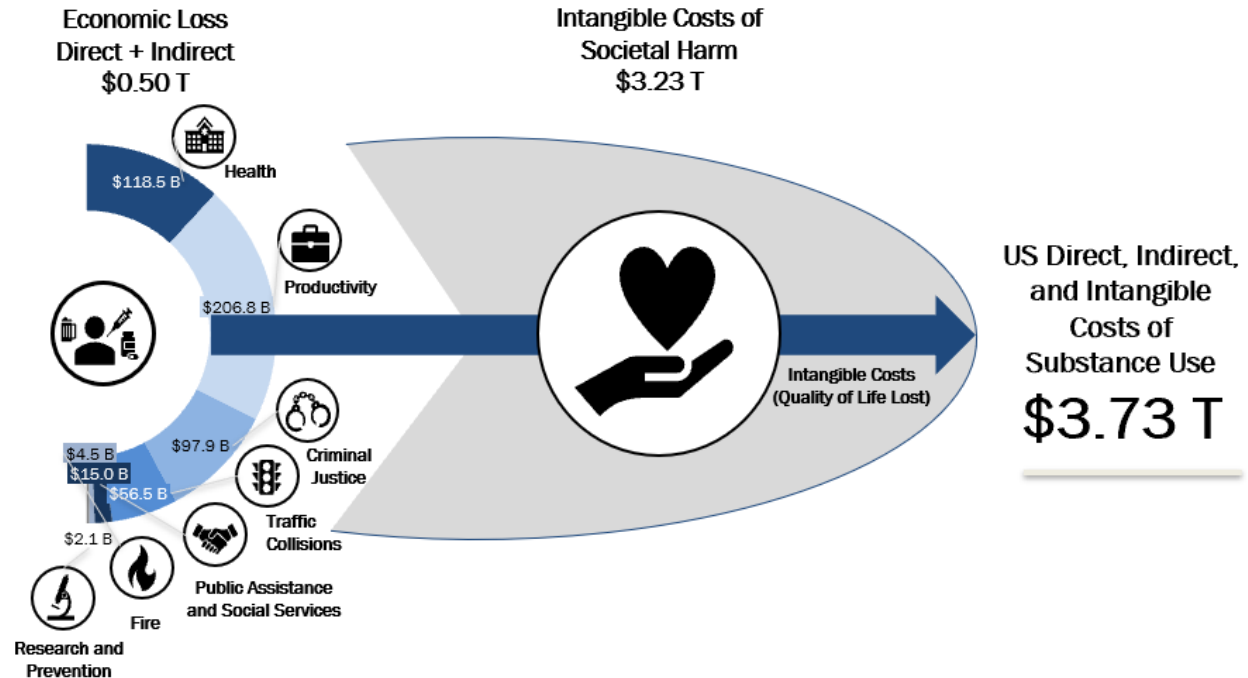 Economic Loss
Direct + Indirect
$0.50 T
Intangible Costs of
Societal Harm
$3.23 T
$118.5 B
Health
$206.8 B
Productivity
$97.9 B
Criminal
Justice
$56.5 B
Traffic
Collisions
$15.0 B
Public Assistance
and Social Services
$4.5 B
Fire
$2.1 B
Research and
Prevention
Intangible Costs
(Quality of Life Lost)
US Direct, Indirect,
and Intangible
Costs of
Substance Use
$3.73 T